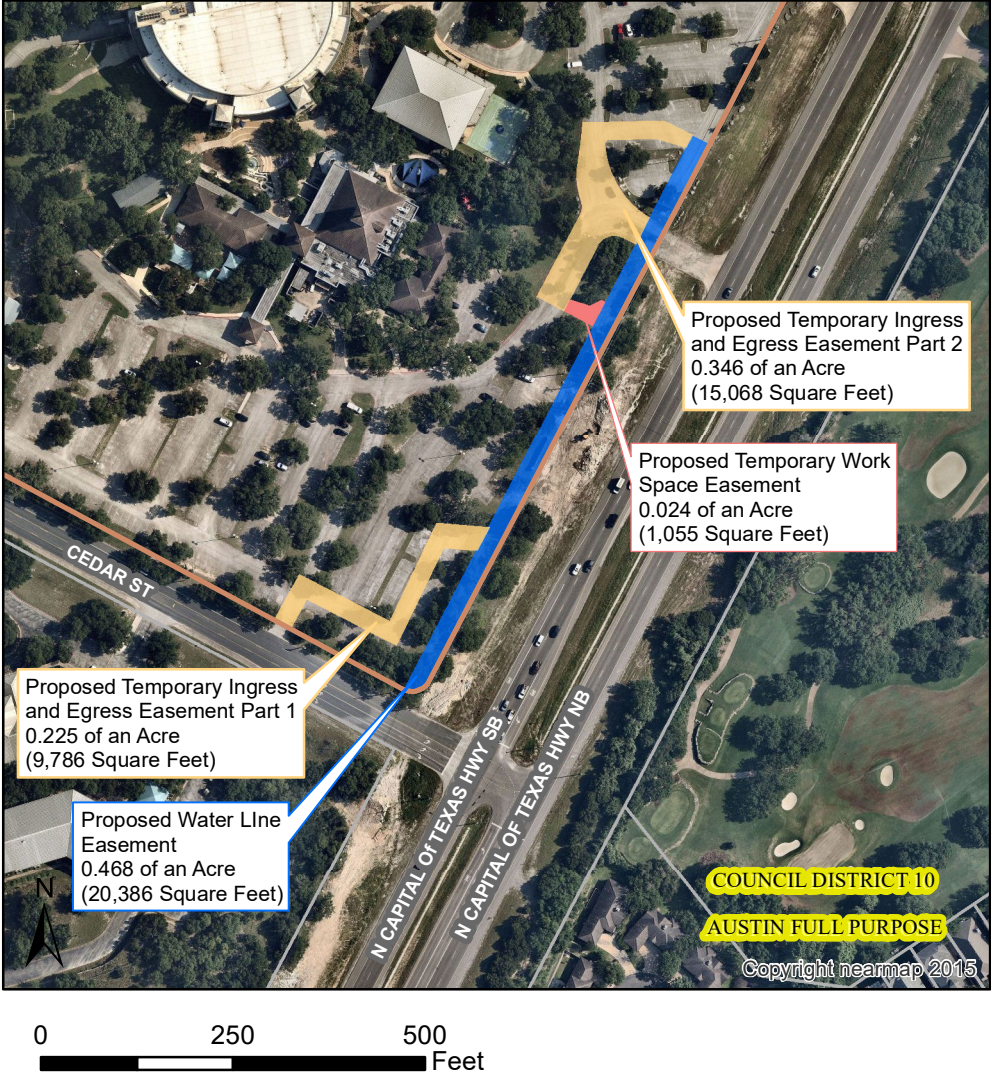 Proposed Temporary Ingress
and Egress Easement Part 2
0.346 of an Acre
(15,068 Square Feet)
Proposed Temporary Work
Space Easement
0.024 of an Acre
(1,055 Square Feet)
CEDAR ST
Proposed Temporary Ingress
and Egress Easement Part 1
0.225 of an Acre
(9,786 Square Feet)
Proposed Water LIne
Easement
0.468 of an Acre
(20,386 Square Feet)
N CAPITAL Of TEXAS HWY SB
N CAPITAL OF TEXAS HWY NB
N
COUNCIL DISTRICT 10
AUSTIN FULL PURPOSE
Copyright nearmap 2015
0 250 500
Feet